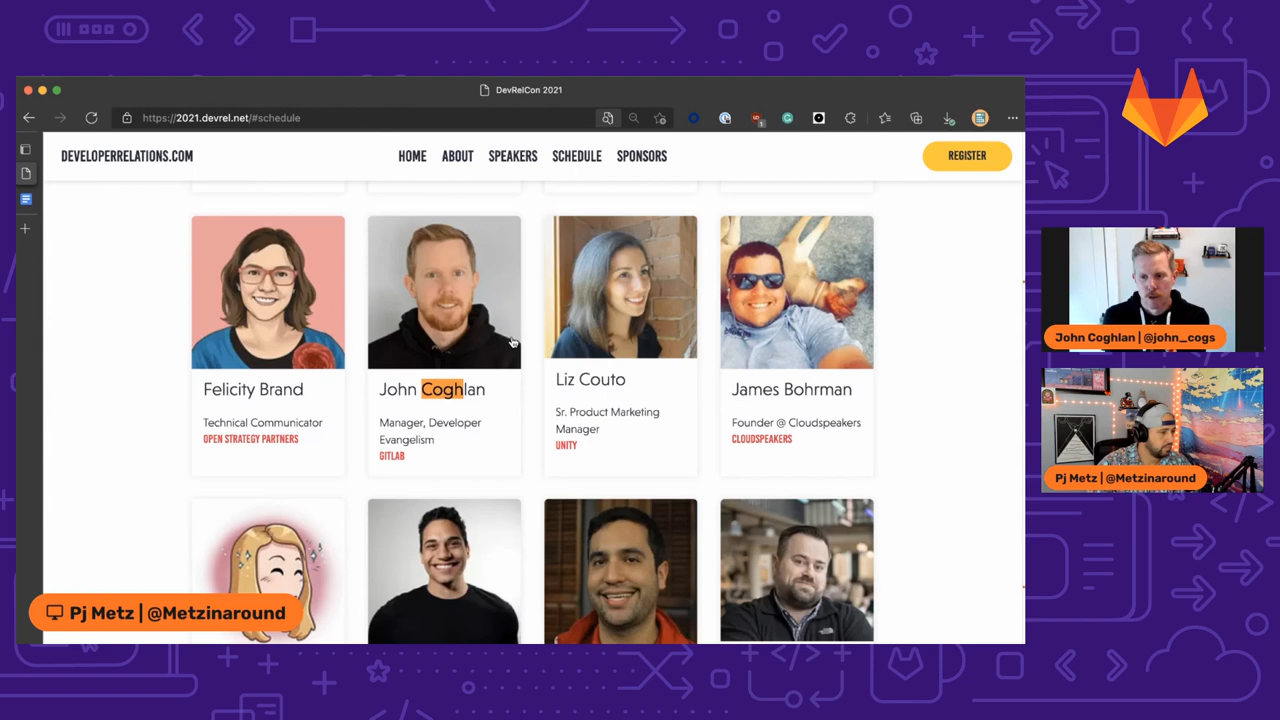 DevRelCon 2021
https://2021.devrel.net/#schedule
DEVELOPERRELATIONS.COM
HOME
ABOUT
SPEAKERS
SCHEDULE
SPONSORS
REGISTER
Felicity Brand
Technical Communicator
OPEN STRATEGY PARTNERS
John Coghlan
Manager, Developer
Evangelism
GITLAB
Liz Couto
Sr. Product Marketing
Manager
UNITY
James Bohrman
Founder @ Cloudspeakers
CLOUDSPEAKERS
John Coghlan | @john_cogs
Pj Metz | @Metzinaround
Pj Metz | @Metzinaround